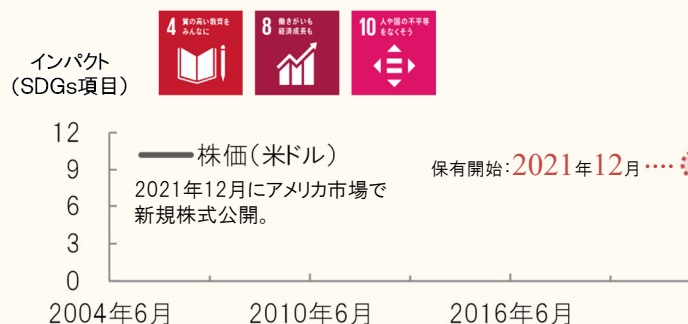 4 質の高い教育を
みんなに
8 働きがいも
経済成長も
10 人や国の不平等
をなくそう
インパクト
(SDGs項目)
12
9
6
3
0
株価(米ドル)
2021年12月にアメリカ市場で
新規株式公開。
保有開始:2021年12月····
2004年6月
2010年6月
2016年6月